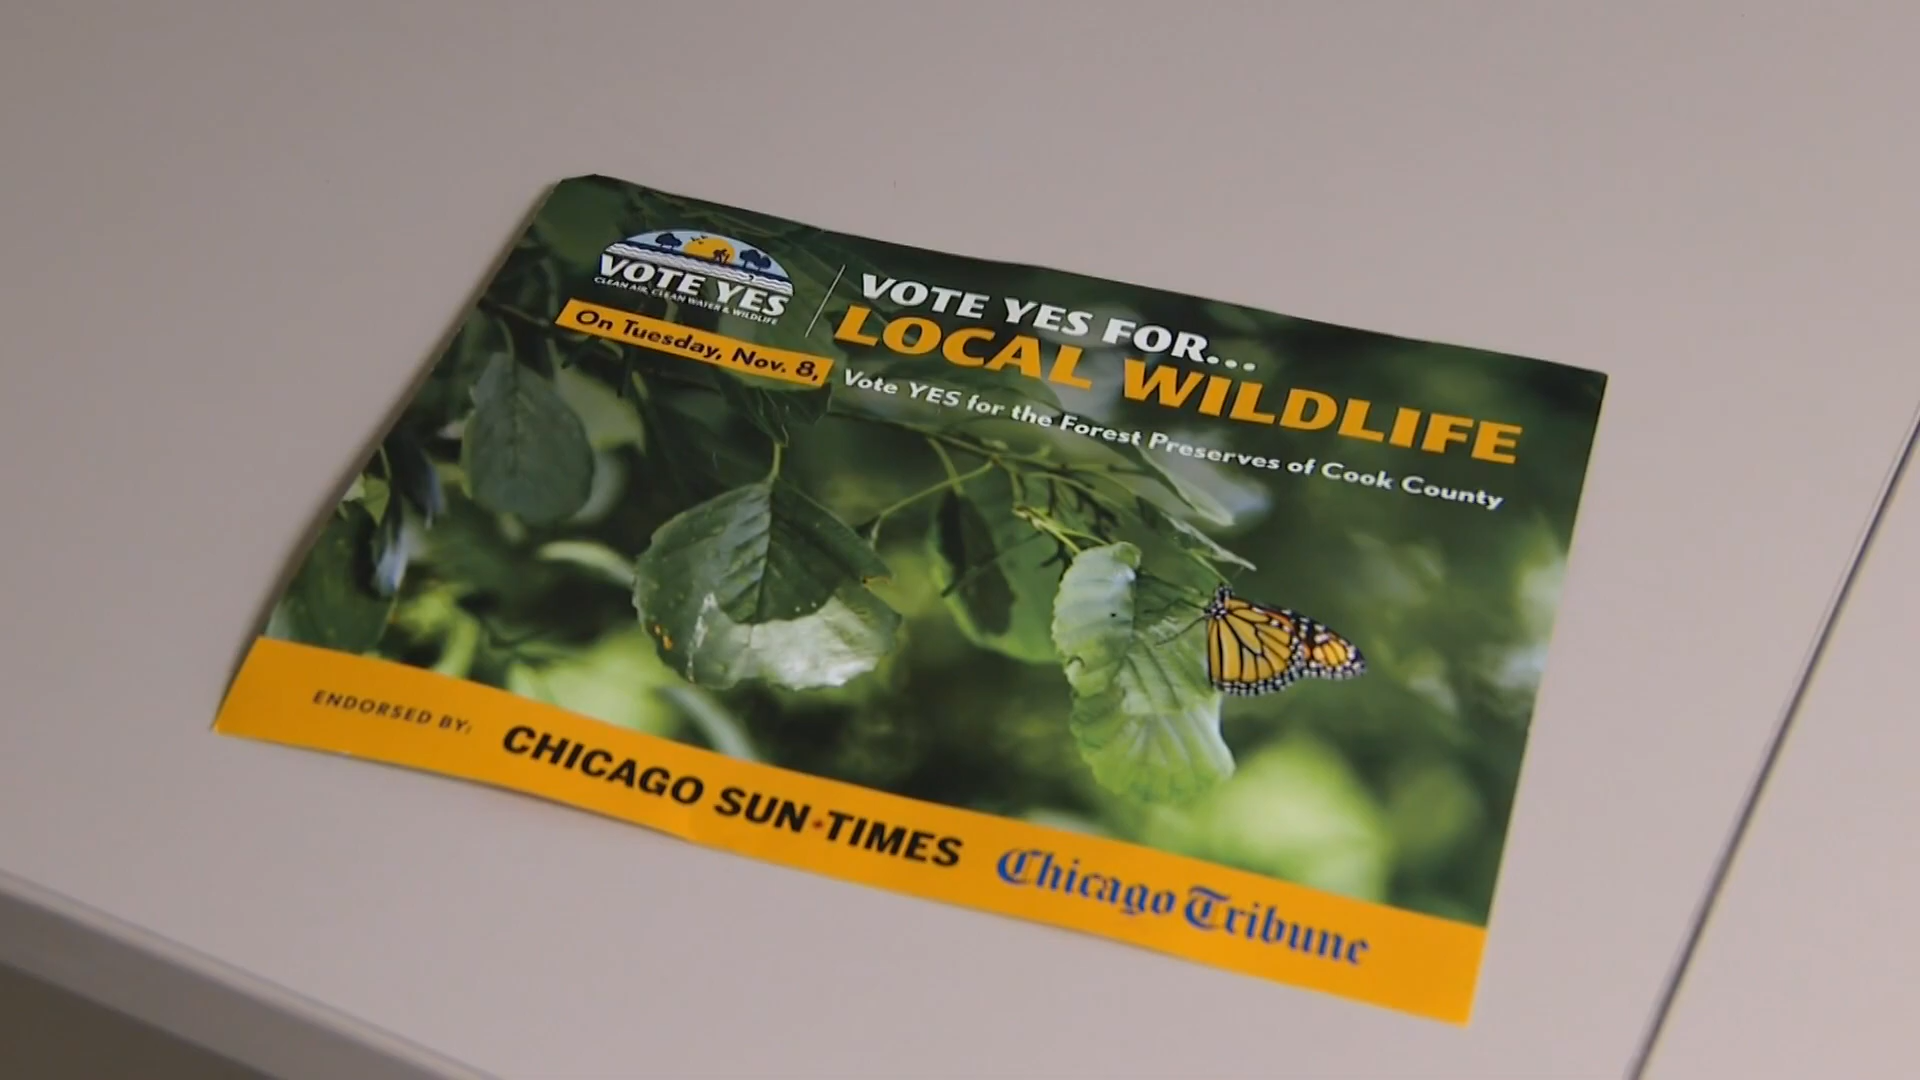 VOTE YES
CLEAN AIR, CLEAN WATER & WILDLIFE
On Tuesday, Nov. 8,
VOTE YES FOR...
LOCAL WILDLIFE
Vote YES for the Forest Preserves of Cook County
ENDORSED BY:
CHICAGO SUN•TIMES
Chicago Tribune